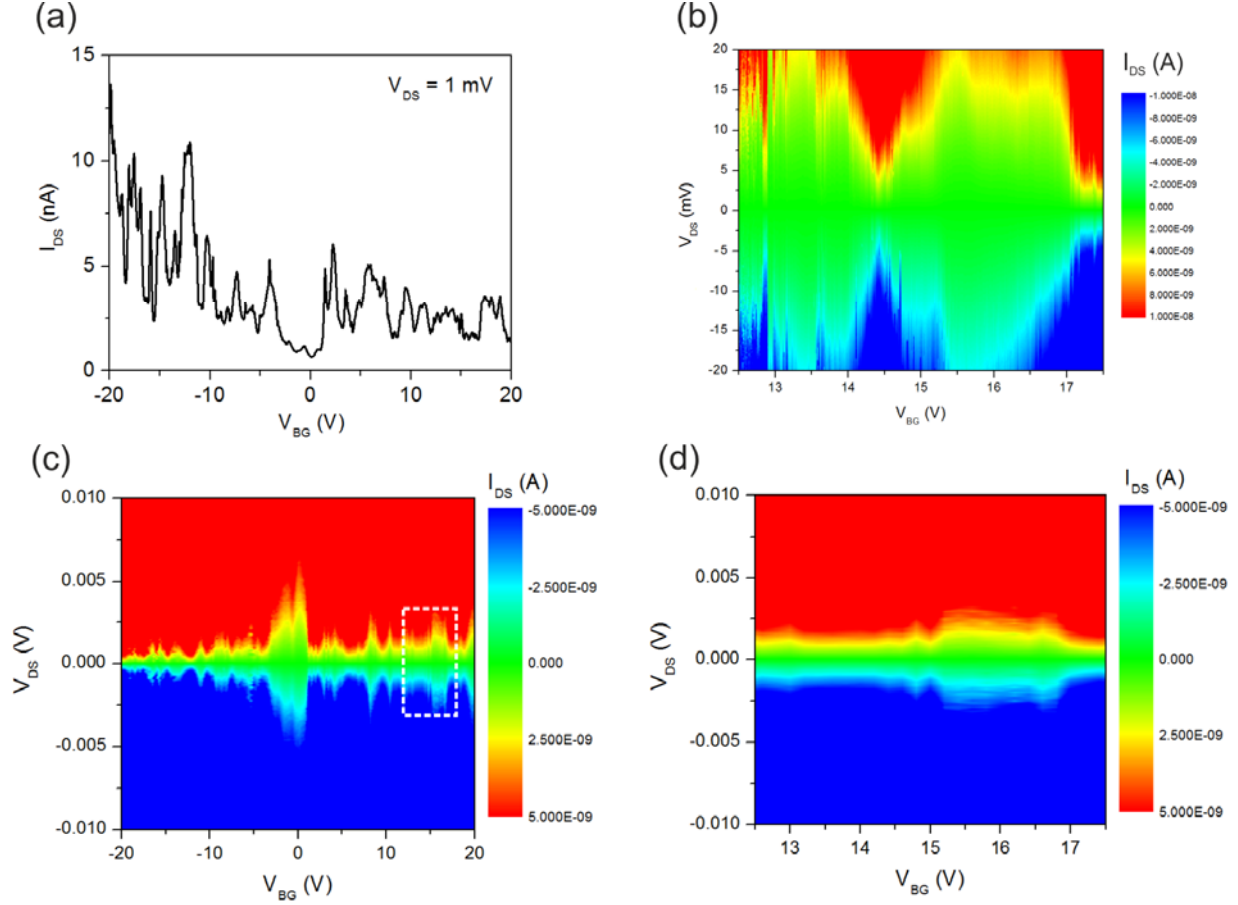 (a)
15
10
5
0
I_DS (nA)
V_DS = 1 mV
-20
-10
0
10
20
V_BG (V)
(b)
20
15
10
5
0
-5
-10
-15
-20
V_DS (mV)
13
14
15
16
17
V_BG (V)
I_DS (A)
-1.000E-08
-8.000E-09
-6.000E-09
-4.000E-09
-2.000E-09
0.000
2.000E-09
4.000E-09
6.000E-09
8.000E-09
1.000E-08
(c)
0.010
0.005
0.000
-0.005
-0.010
V_DS (V)
-20
-10
0
10
20
V_BG (V)
I_DS (A)
-5.000E-09
-2.500E-09
0.000
2.500E-09
5.000E-09
(d)
0.010
0.005
0.000
-0.005
-0.010
V_DS (V)
13
14
15
16
17
V_BG (V)
I_DS (A)
-5.000E-09
-2.500E-09
0.000
2.500E-09
5.000E-09